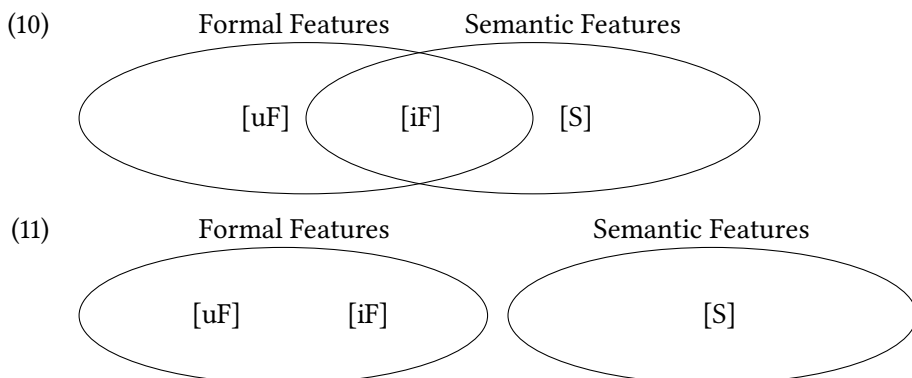 (10) Formal Features Semantic Features
[uF] [iF] [S]
(11) Formal Features Semantic Features
[uF] [iF] [S]